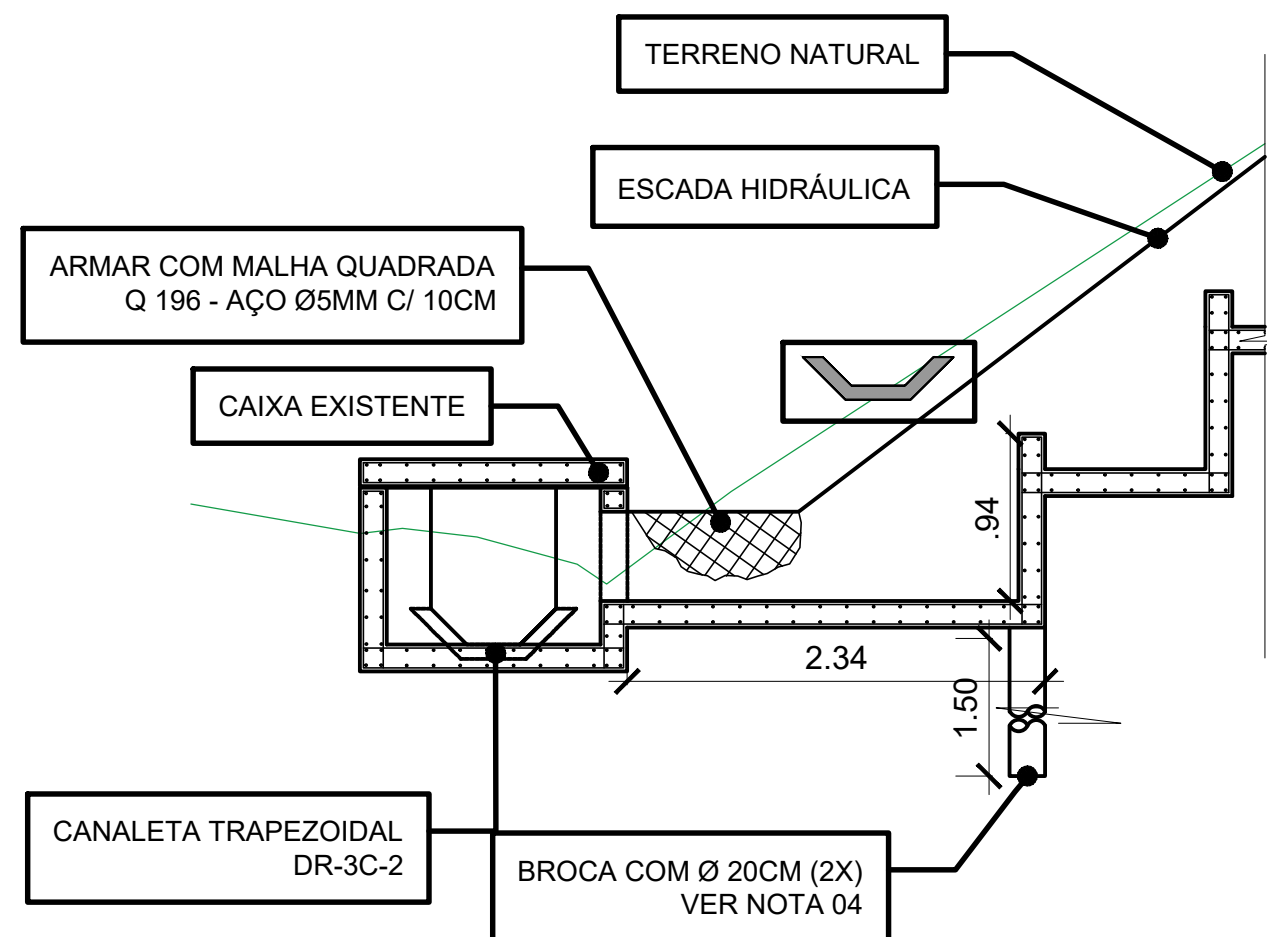 TERRENO NATURAL
ESCADA HIDRÁULICA
ARMAR COM MALHA QUADRADA
Q 196 - AÇO Ø5MM C/ 10CM
CAIXA EXISTENTE
.94
2.34
1.50
CANALETA TRAPEZOIDAL
DR-3C-2
BROCA COM Ø 20CM (2X)
VER NOTA 04